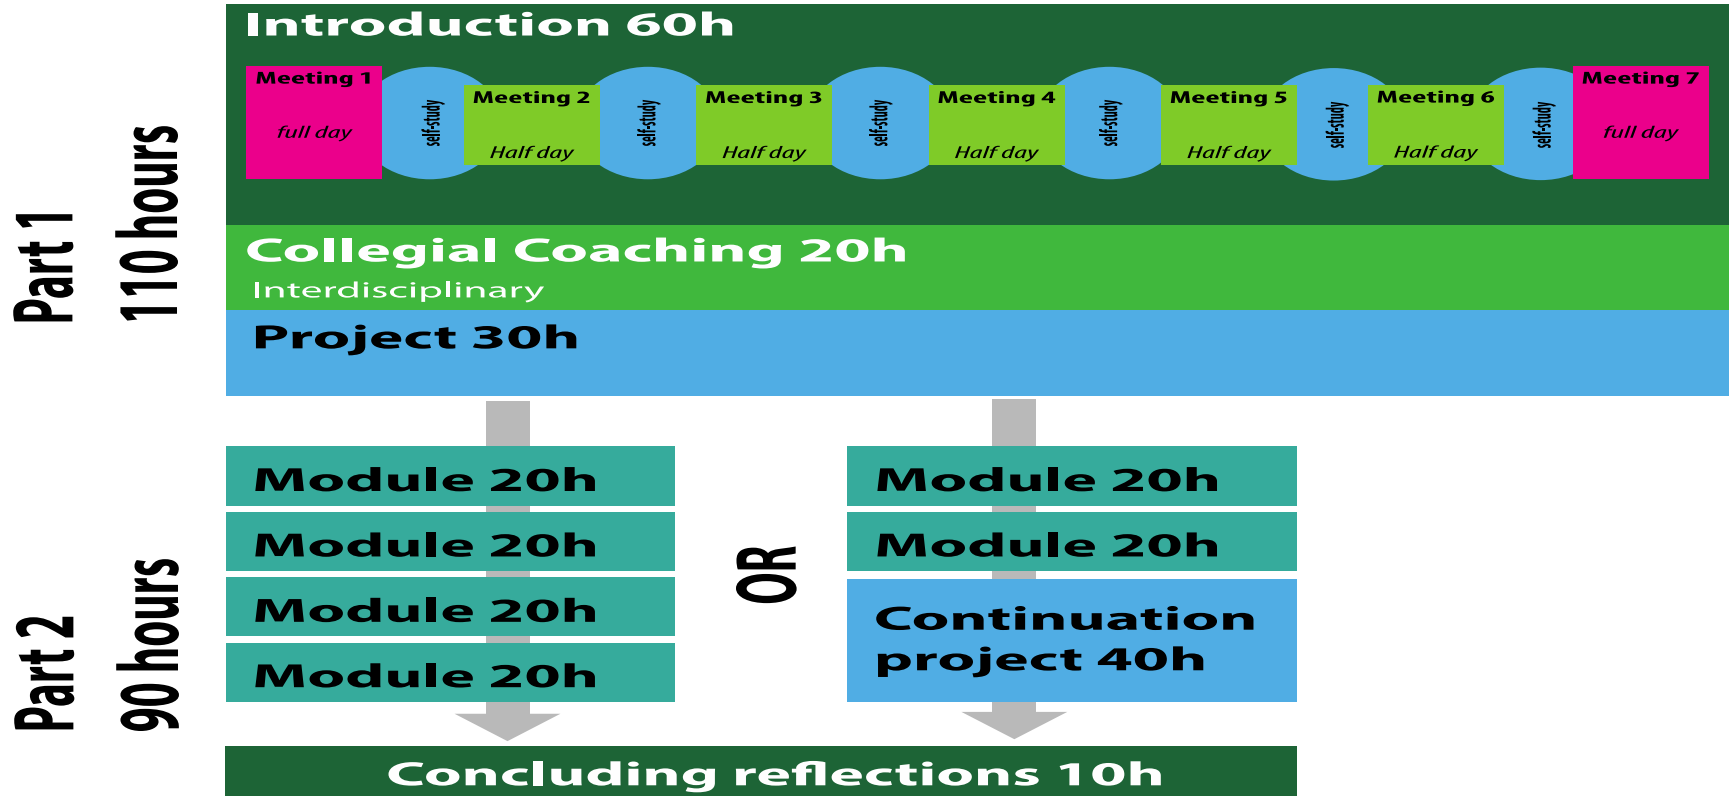 Part 1
110 hours
Introduction 60h
Meeting 1
full day
self-study
Meeting 2
Half day
self-study
Meeting 3
Half day
self-study
Meeting 4
Half day
self-study
Meeting 5
Half day
self-study
Meeting 6
Half day
self-study
Meeting 7
full day
Collegial Coaching 20h
Interdisciplinary
Project 30h
Part 2
90 hours
Module 20h
Module 20h
Module 20h
Module 20h
OR
Module 20h
Module 20h
Continuation
project 40h
Concluding reflections 10h